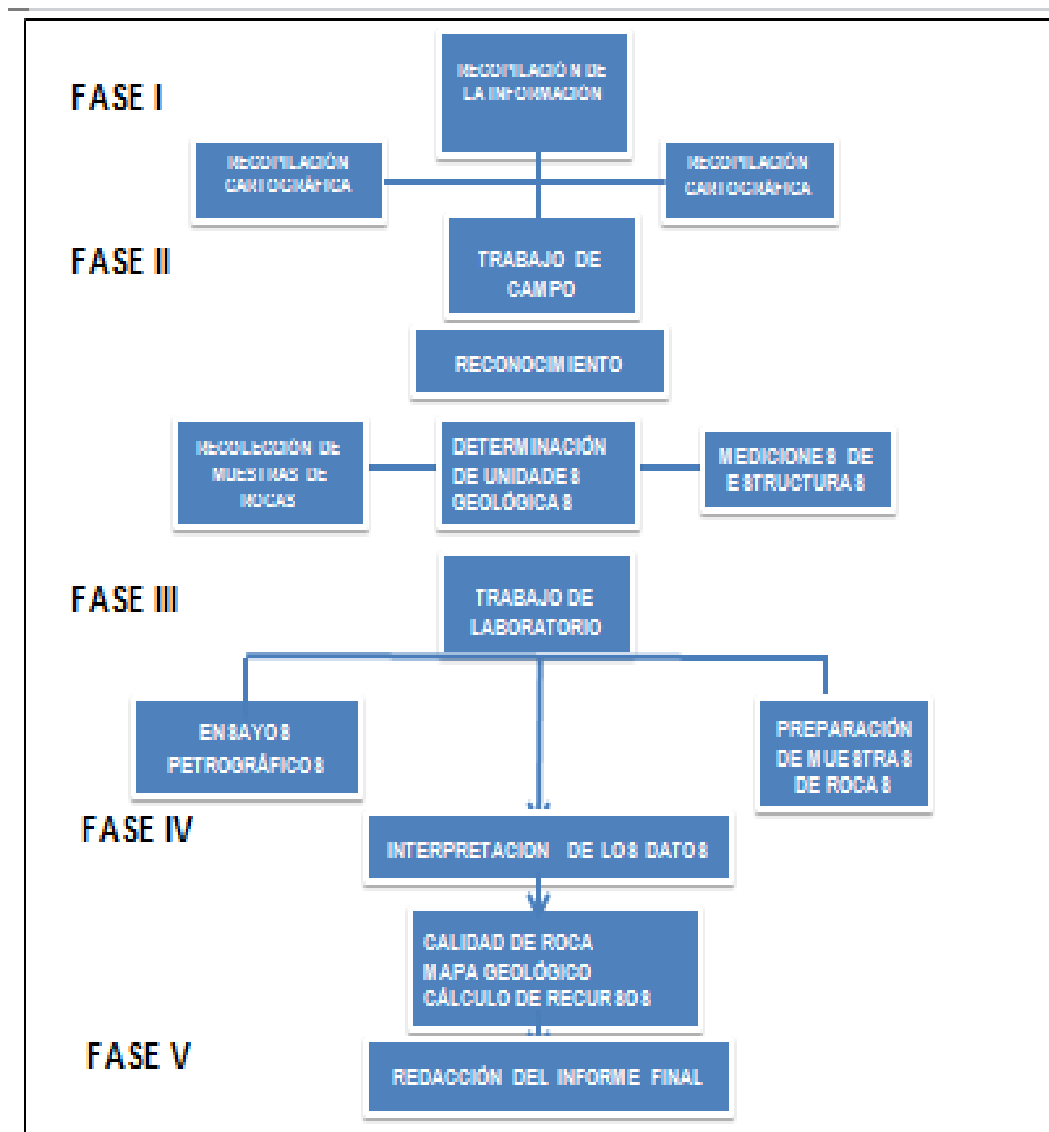 FASE I
RECOPILACIÓN DE
LA INFORMACIÓN
RECOPILACIÓN
CARTOGRÁFICA
RECOPILACIÓN
CARTOGRÁFICA
FASE II
TRABAJO DE
CAMPO
RECONOCIMIENTO
RECOLECCIÓN DE
MUESTRAS DE
ROCAS
DETERMINACIÓN
DE UNIDADES
GEOLÓGICAS
MEDICIONES DE
ESTRUCTURAS
FASE III
TRABAJO DE
LABORATORIO
ENSAYOS
PETROGRÁFICOS
PREPARACIÓN
DE MUESTRAS
DE ROCAS
FASE IV
INTERPRETACION DE LOS DATOS
CALIDAD DE ROCA
MAPA GEOLÓGICO
CÁLCULO DE RECURSOS
FASE V
REDACCIÓN DEL INFORME FINAL